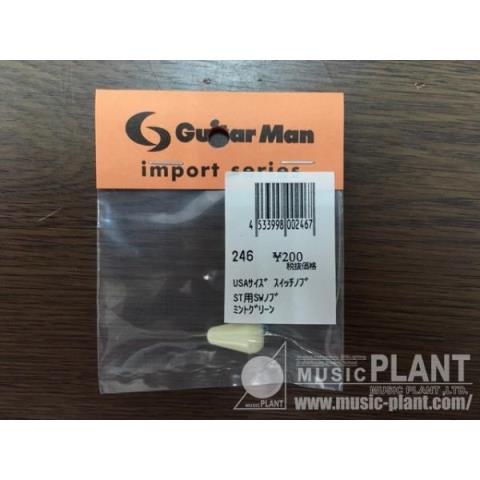 Guitar Man
import series
4 533998 002467
246 ¥200
税抜価格
USAサイズ スイッチノブ
ST用SWノブ
ミントグリーン
MUSIC PLANT
MUSIC PLANT ,LTD.
MUSIC PLANT
www.music-plant.com/